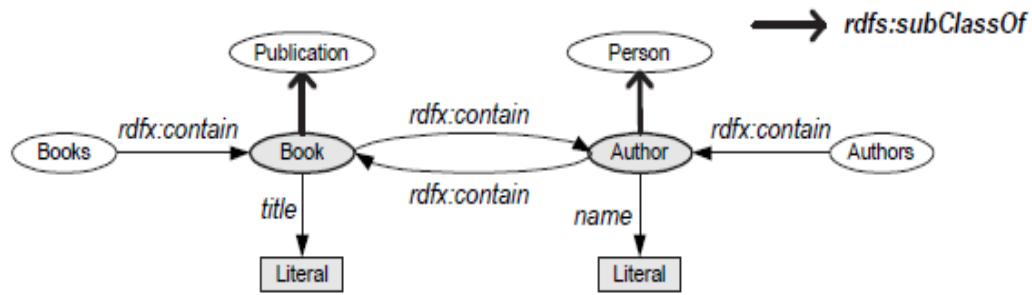 rdfs:subClassOf
Publication
Person
rdfx:contain
rdfx:contain
rdfx:contain
Books
Book
Author
Authors
rdfx:contain
title
name
Literal
Literal